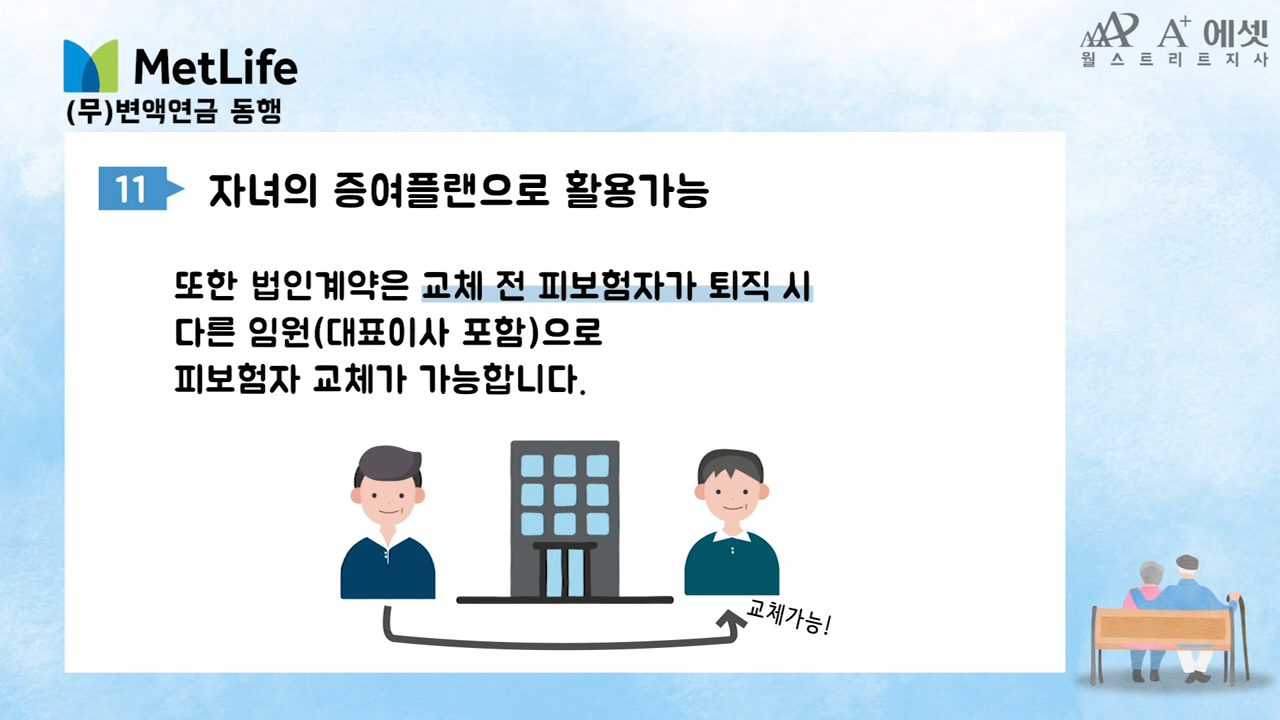 MetLife
(무)변액연금 동행
A+ 에셋
월스트리트지사
11 자녀의 증여플랜으로 활용가능
또한 법인계약은 교체 전 피보험자가 퇴직 시
다른 임원(대표이사 포함)으로
피보험자 교체가 가능합니다.
교체가능!